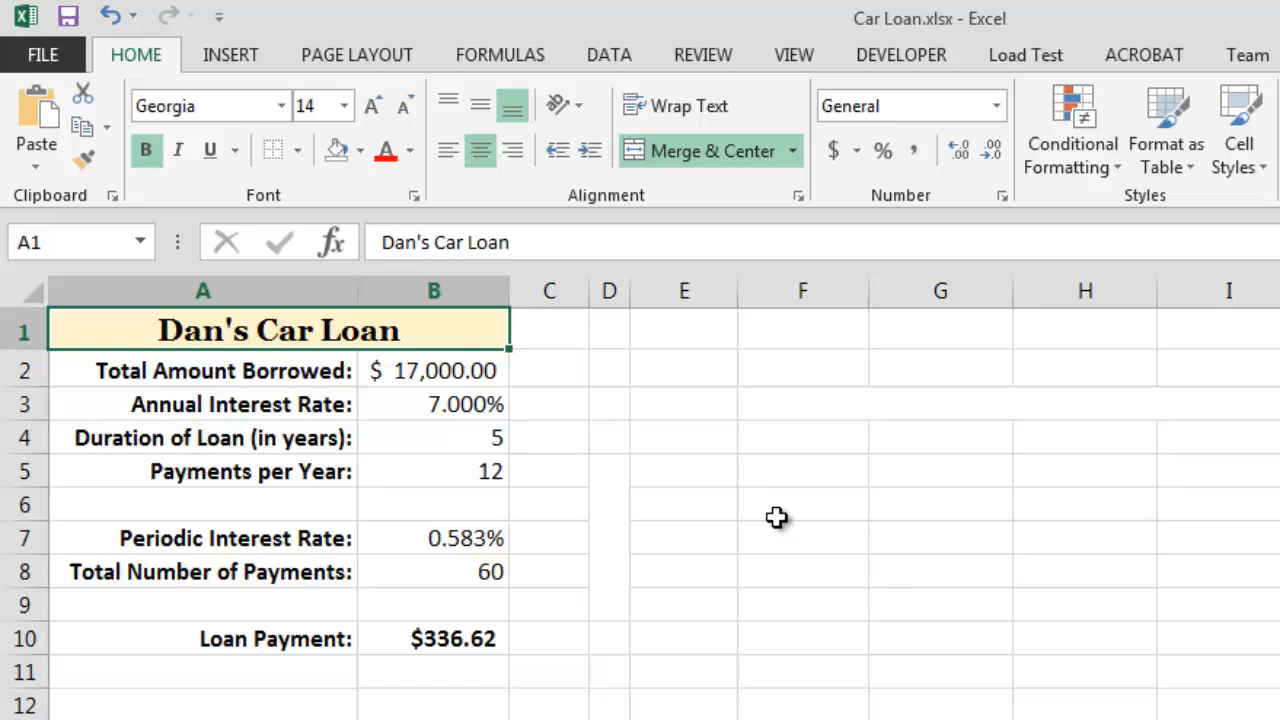 Car Loan.xlsx - Excel
FILE HOME INSERT PAGE LAYOUT FORMULAS DATA REVIEW VIEW DEVELOPER Load Test ACROBAT Team
Georgia 14 A A Wrap Text General
Paste B I U A Merge & Center $ % , .00 .00 Conditional Formatting Format as Table Cell Styles
Clipboard Font Alignment Number Styles
A1 fx Dan's Car Loan
A B C D E F G H I
1 Dan's Car Loan
2 Total Amount Borrowed: $ 17,000.00
3 Annual Interest Rate: 7.000%
4 Duration of Loan (in years): 5
5 Payments per Year: 12
6
7 Periodic Interest Rate: 0.583%
8 Total Number of Payments: 60
9
10 Loan Payment: $336.62
11
12